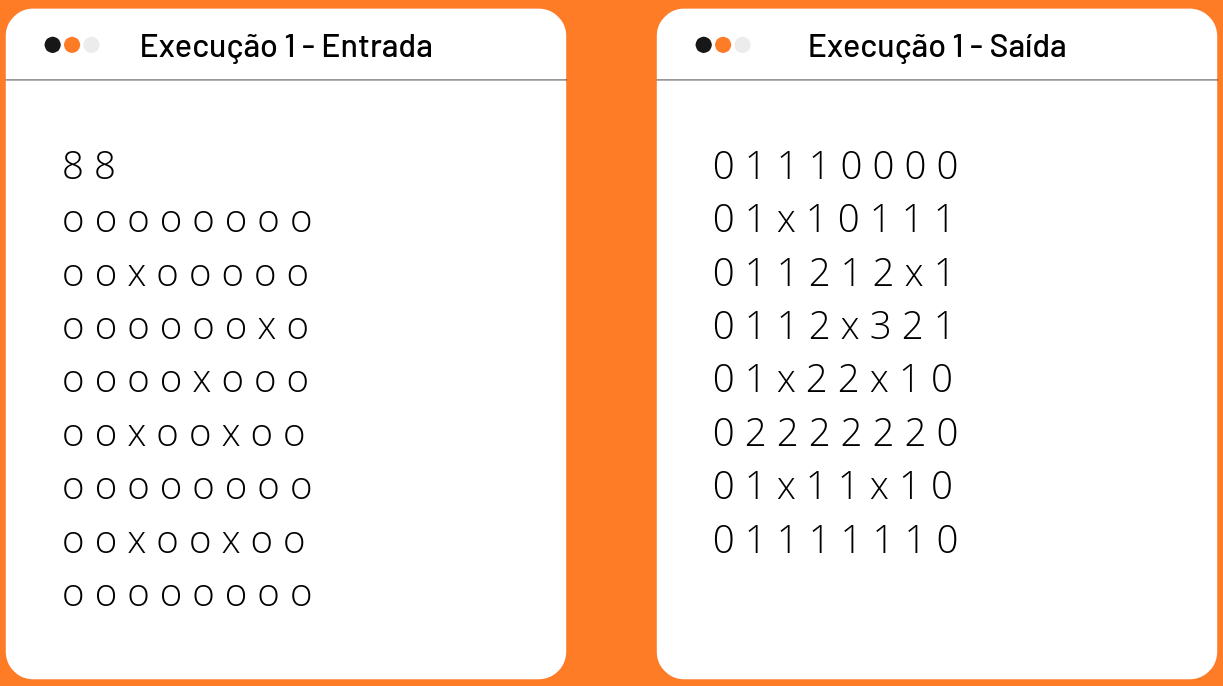 Execução 1 - Entrada
8 8
o o o o o o o o
o o x o o o o o
o o o o o o x o
o o o o x o o o
o o x o o x o o
o o o o o o o o
o o x o o x o o
o o o o o o o o
Execução 1 - Saída
0 1 1 1 0 0 0 0
0 1 x 1 0 1 1 1
0 1 1 2 1 2 x 1
0 1 1 2 x 3 2 1
0 1 x 2 2 x 1 0
0 2 2 2 2 2 2 0
0 1 x 1 1 x 1 0
0 1 1 1 1 1 1 0